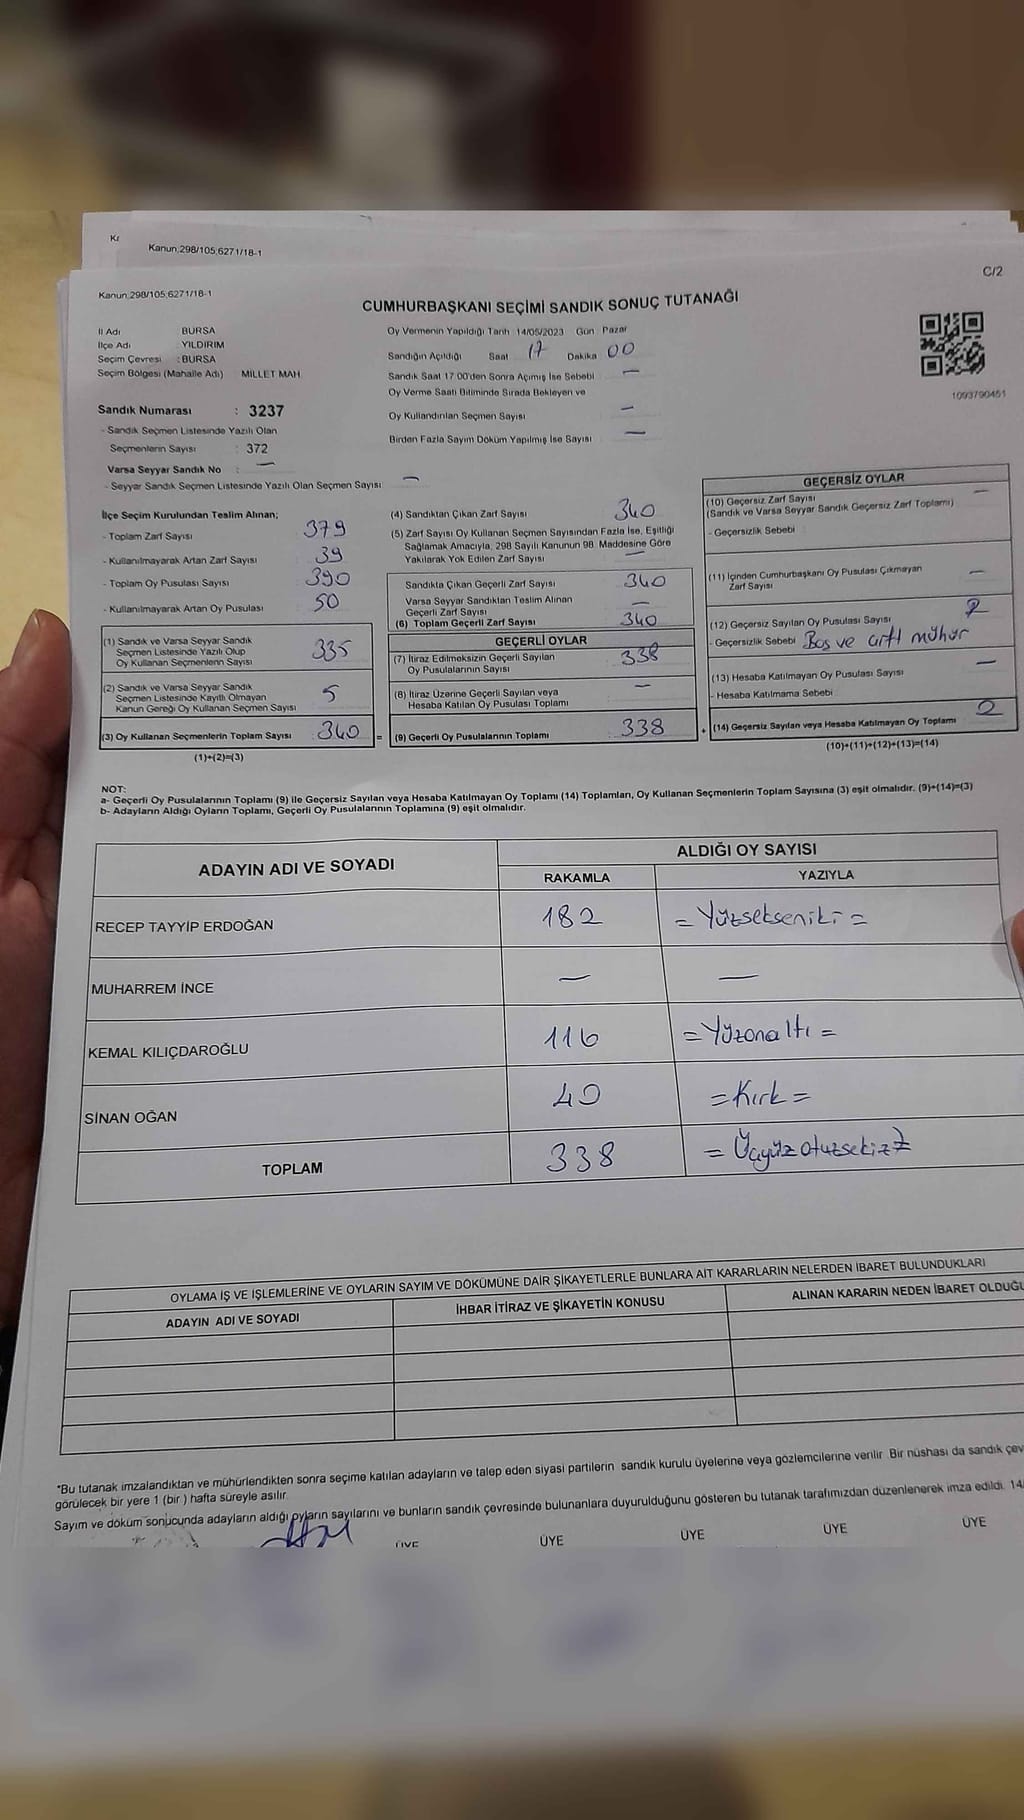 Kanun;298/105;6271/18-1
Kanun;298/105;6271/18-1
C/2
CUMHURBAŞKANI SEÇİMİ SANDIK SONUÇ TUTANAĞI
İl Adı BURSA
İlçe Adı : YILDIRIM
Seçim Çevresi : BURSA
Seçim Bölgesi (Mahalle Adı) MİLLET MAH.
Sandık Numarası : 3237
- Sandık Seçmen Listesinde Yazılı Olan
Seçmenlerin Sayısı : 372
Varsa Seyyar Sandık No : —
- Seyyar Sandık Seçmen Listesinde Yazılı Olan Seçmen Sayısı —
Oy Vermenin Yapıldığı Tarih :14/05/2023 Gün : Pazar
Sandığın Açıldığı Saat 17 Dakika 00
Sandık Saat 17:00'den Sonra Açımış İse Sebebi —
Oy Verme Saati Bitiminde Sırada Bekleyen ve
Oy Kullandırılan Seçmen Sayısı —
Birden Fazla Sayım Döküm Yapılmış İse Sayısı —
1093790451
İlçe Seçim Kurulundan Teslim Alınan;
- Toplam Zarf Sayısı 379
- Kullanılmayarak Artan Zarf Sayısı 39
- Toplam Oy Pusulası Sayısı 390
- Kullanılmayarak Artan Oy Pusulası 50
(1) Sandık ve Varsa Seyyar Sandık
Seçmen Listesinde Yazılı Olup
Oy Kullanan Seçmenlerin Sayısı 335
(2) Sandık ve Varsa Seyyar Sandık
Seçmen Listesinde Kayıtlı Olmayan
Kanun Gereği Oy Kullanan Seçmen Sayısı 5
(3) Oy Kullanan Seçmenlerin Toplam Sayısı : 340 =
(1)+(2)=(3)
(4) Sandıktan Çıkan Zarf Sayısı 340
(5) Zarf Sayısı Oy Kullanan Seçmen Sayısından Fazla İse, Eşitliği
Sağlamak Amacıyla, 298 Sayılı Kanunun 98. Maddesine Göre
Yakılarak Yok Edilen Zarf Sayısı —
Sandıkta Çıkan Geçerli Zarf Sayısı 340
Varsa Seyyar Sandıktan Teslim Alınan
Geçerli Zarf Sayısı —
(6) Toplam Geçerli Zarf Sayısı 340
GEÇERLİ OYLAR
(7) İtiraz Edilmeksizin Geçerli Sayılan
Oy Pusulalarının Sayısı 338
(8) İtiraz Üzerine Geçerli Sayılan veya
Hesaba Katılan Oy Pusulası Toplamı —
(9) Geçerli Oy Pusulalarının Toplamı : 338 +
GEÇERSİZ OYLAR
(10) Geçersiz Zarf Sayısı —
(Sandık ve Varsa Seyyar Sandık Geçersiz Zarf Toplamı)
- Geçersizlik Sebebi :
(11) İçinden Cumhurbaşkanı Oy Pusulası Çıkmayan
Zarf Sayısı —
(12) Geçersiz Sayılan Oy Pusulası Sayısı 2
- Geçersizlik Sebebi Boş ve çift mühür
(13) Hesaba Katılmayan Oy Pusulası Sayısı —
- Hesaba Katılmama Sebebi
(14) Geçersiz Sayılan veya Hesaba Katılmayan Oy Toplamı 2
(10)+(11)+(12)+(13)=(14)
NOT:
a- Geçerli Oy Pusulalarının Toplamı (9) ile Geçersiz Sayılan veya Hesaba Katılmayan Oy Toplamı (14) Toplamları, Oy Kullanan Seçmenlerin Toplam Sayısına (3) eşit olmalıdır. (9)+(14)=(3)
b- Adayların Aldığı Oyların Toplamı, Geçerli Oy Pusulalarının Toplamına (9) eşit olmalıdır.
ADAYIN ADI VE SOYADI ALDIĞI OY SAYISI
RAKAMLA YAZIYLA
RECEP TAYYİP ERDOĞAN 182 =Yüzsekseniki=
MUHARREM İNCE — —
KEMAL KILIÇDAROĞLU 116 =Yüzonaltı=
SİNAN OĞAN 40 =Kırk=
TOPLAM 338 =Üçyüzotuzsekiz=
OYLAMA İŞ VE İŞLEMLERİNE VE OYLARIN SAYIM VE DÖKÜMÜNE DAİR ŞİKAYETLERLE BUNLARA AİT KARARLARIN NELERDEN İBARET BULUNDUKLARI
ADAYIN ADI VE SOYADI İHBAR İTİRAZ VE ŞİKAYETİN KONUSU ALINAN KARARIN NEDEN İBARET OLDUĞU
*Bu tutanak imzalandıktan ve mühürlendikten sonra seçime katılan adayların ve talep eden siyasi partilerin sandık kurulu üyelerine veya gözlemcilerine verilir. Bir nüshası da sandık çev
görülecek bir yere 1 (bir ) hafta süreyle asılır.
Sayım ve döküm sonucunda adayların aldığı oyların sayılarını ve bunların sandık çevresinde bulunanlara duyurulduğunu gösteren bu tutanak tarafımızdan düzenlenerek imza edildi. 14/
ÜYE ÜYE ÜYE ÜYE ÜYE